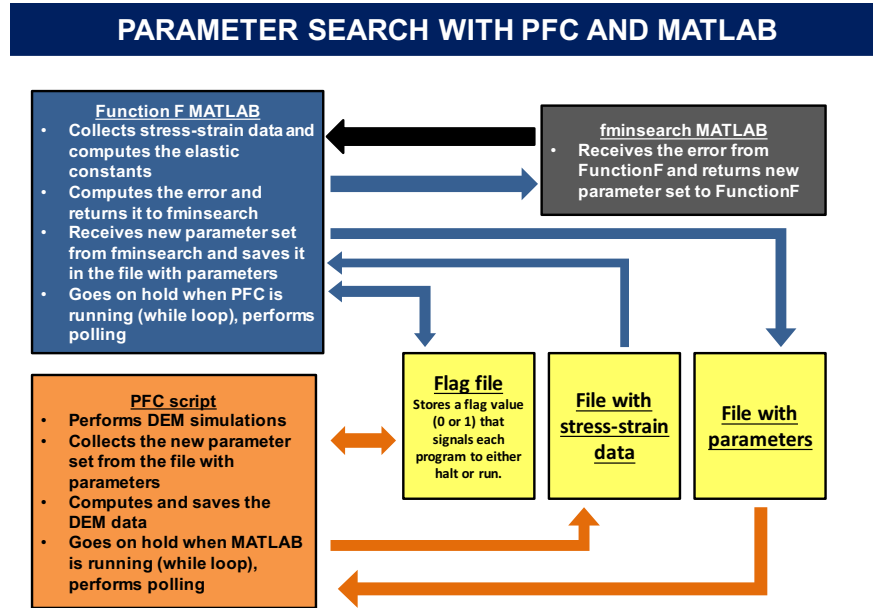 PARAMETER SEARCH WITH PFC AND MATLAB
Function F MATLAB
• Collects stress-strain data and
computes the elastic
constants
• Computes the error and
returns it to fminsearch
• Receives new parameter set
from fminsearch and saves it
in the file with parameters
• Goes on hold when PFC is
running (while loop), performs
polling
fminsearch MATLAB
• Receives the error from
FunctionF and returns new
parameter set to FunctionF
PFC script
• Performs DEM simulations
• Collects the new parameter
set from the file with
parameters
• Computes and saves the
DEM data
• Goes on hold when MATLAB
is running (while loop),
performs polling
Flag file
Stores a flag value
(0 or 1) that
signals each
program to either
halt or run.
File with
stress-strain
data
File with
parameters